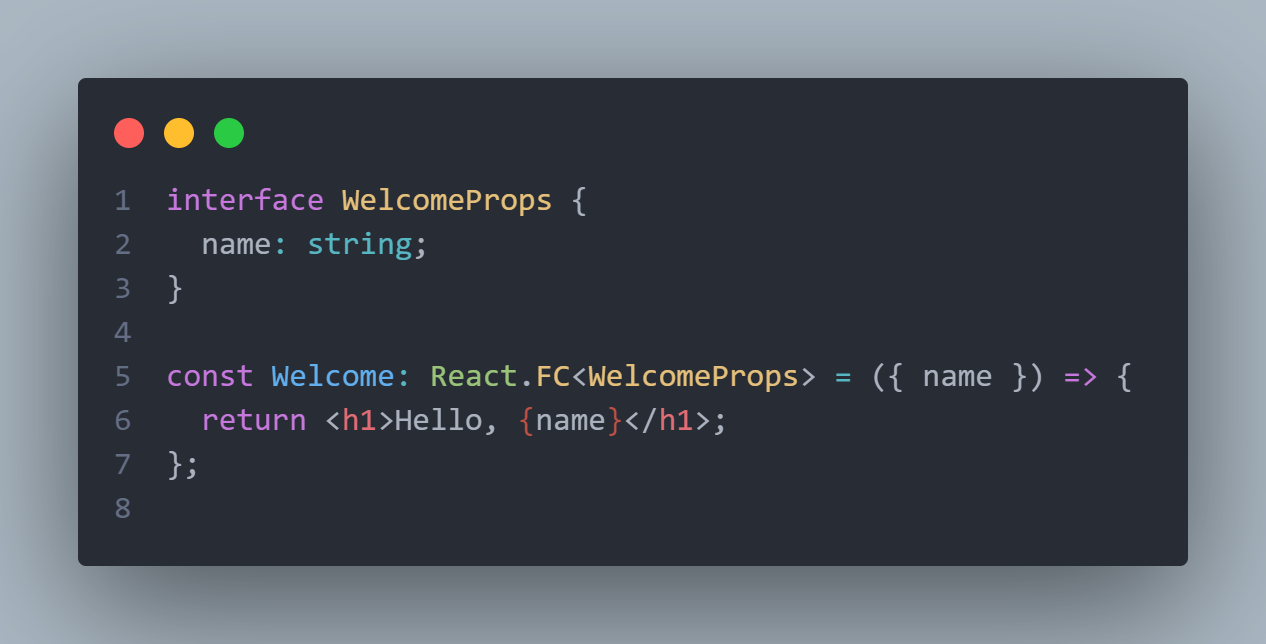 1 interface WelcomeProps {
2   name: string;
3 }
4
5 const Welcome: React.FC<WelcomeProps> = ({ name }) => {
6   return <h1>Hello, {name}</h1>;
7 };
8